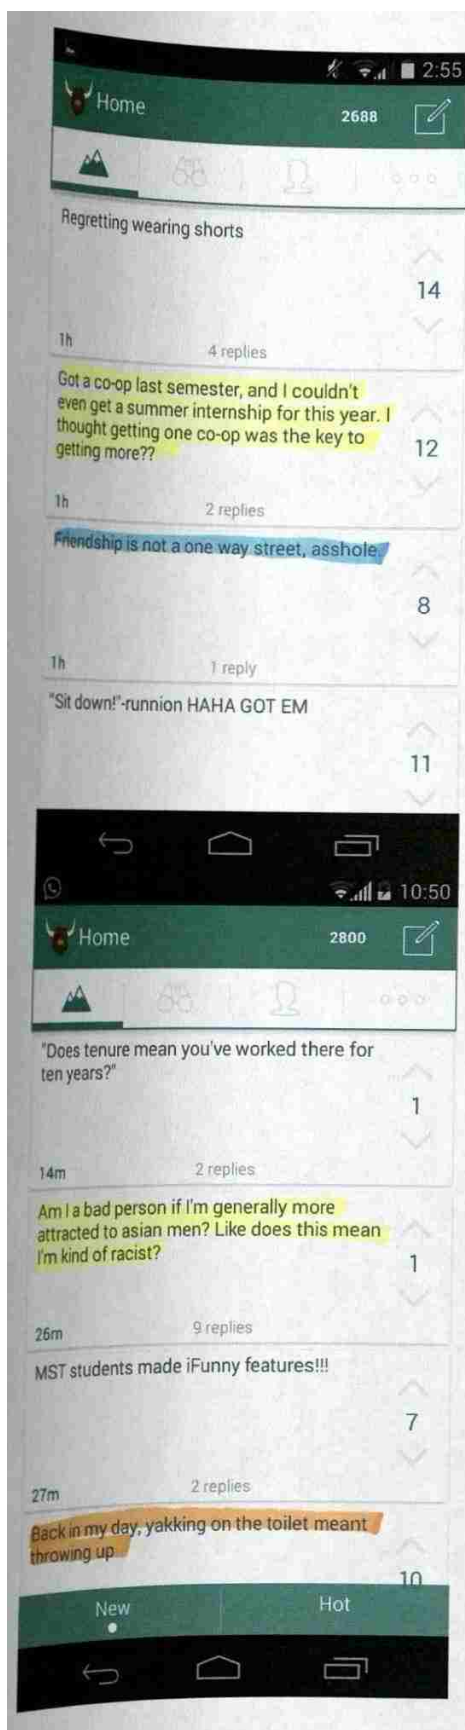 2:55
Home
2688
Regretting wearing shorts
14
1h
4 replies
Got a co-op last semester, and I couldn't
even get a summer internship for this year. I
thought getting one co-op was the key to
getting more??
12
1h
2 replies
Friendship is not a one way street, asshole.
8
1h
1 reply
"Sit down!"-runnion HAHA GOT EM
11
10:50
Home
2800
"Does tenure mean you've worked there for
ten years?"
1
14m
2 replies
Am I a bad person if I'm generally more
attracted to asian men? Like does this mean
I'm kind of racist?
1
26m
9 replies
MST students made iFunny features!!!
7
27m
2 replies
Back in my day, yakking on the toilet meant
throwing up
10
New
Hot